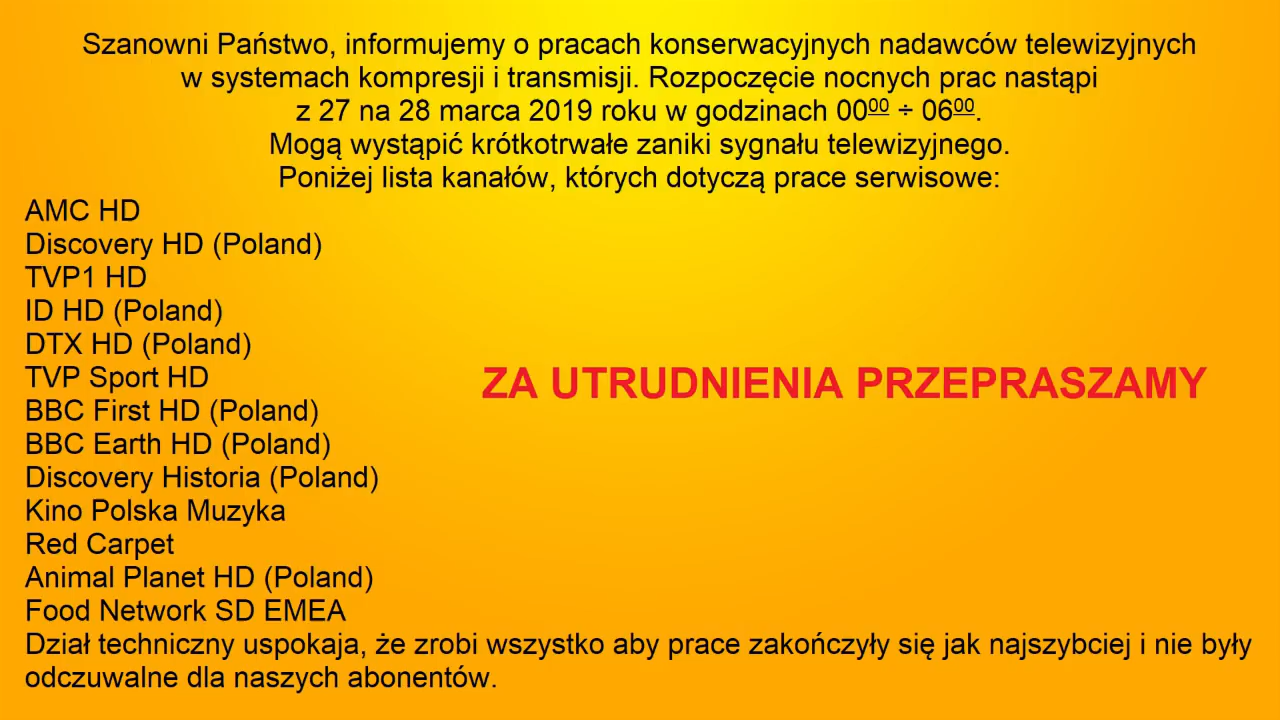 Szanowni Państwo, informujemy o pracach konserwacyjnych nadawców telewizyjnych
w systemach kompresji i transmisji. Rozpoczęcie nocnych prac nastąpi
z 27 na 28 marca 2019 roku w godzinach 00⁰⁰ ÷ 06⁰⁰.
Mogą wystąpić krótkotrwałe zaniki sygnału telewizyjnego.
Poniżej lista kanałów, których dotyczą prace serwisowe:
AMC HD
Discovery HD (Poland)
TVP1 HD
ID HD (Poland)
DTX HD (Poland)
TVP Sport HD
ZA UTRUDNIENIA PRZEPRASZAMY
BBC First HD (Poland)
BBC Earth HD (Poland)
Discovery Historia (Poland)
Kino Polska Muzyka
Red Carpet
Animal Planet HD (Poland)
Food Network SD EMEA
Dział techniczny uspokaja, że zrobi wszystko aby prace zakończyły się jak najszybciej i nie były
odczuwalne dla naszych abonentów.